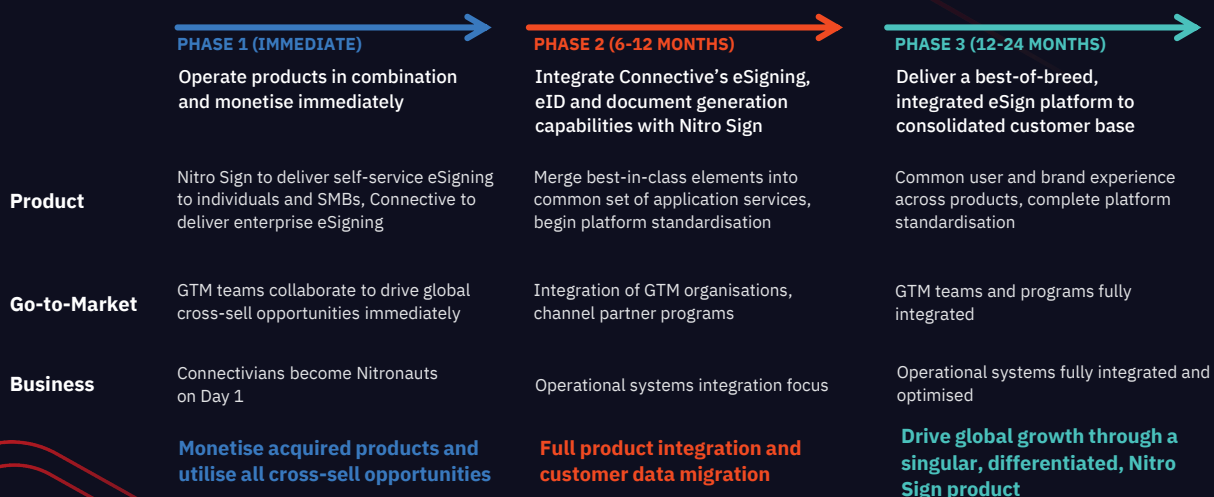 PHASE 1 (IMMEDIATE)
Operate products in combination
and monetise immediately
PHASE 2 (6-12 MONTHS)
Integrate Connective's eSigning,
eID and document generation
capabilities with Nitro Sign
PHASE 3 (12-24 MONTHS)
Deliver a best-of-breed,
integrated eSign platform to
consolidated customer base
Product
Nitro Sign to deliver self-service eSigning
to individuals and SMBs, Connective to
deliver enterprise eSigning
Merge best-in-class elements into
common set of application services,
begin platform standardisation
Common user and brand experience
across products, complete platform
standardisation
Go-to-Market
GTM teams collaborate to drive global
cross-sell opportunities immediately
Integration of GTM organisations,
channel partner programs
GTM teams and programs fully
integrated
Business
Connectivians become Nitronauts
on Day 1
Operational systems integration focus
Operational systems fully integrated and
optimised
Monetise acquired products and
utilise all cross-sell opportunities
Full product integration and
customer data migration
Drive global growth through a
singular, differentiated, Nitro
Sign product